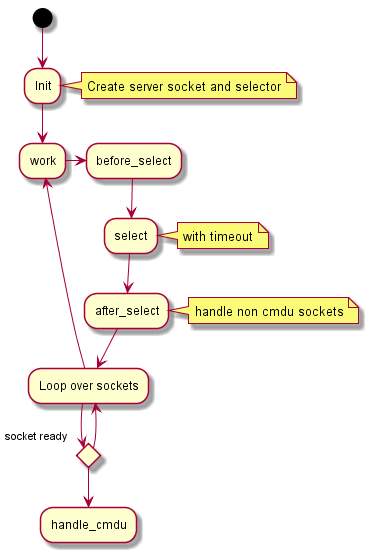 Init
Create server socket and selector
work
before_select
select
with timeout
after_select
handle non cmdu sockets
Loop over sockets
socket ready
handle_cmdu